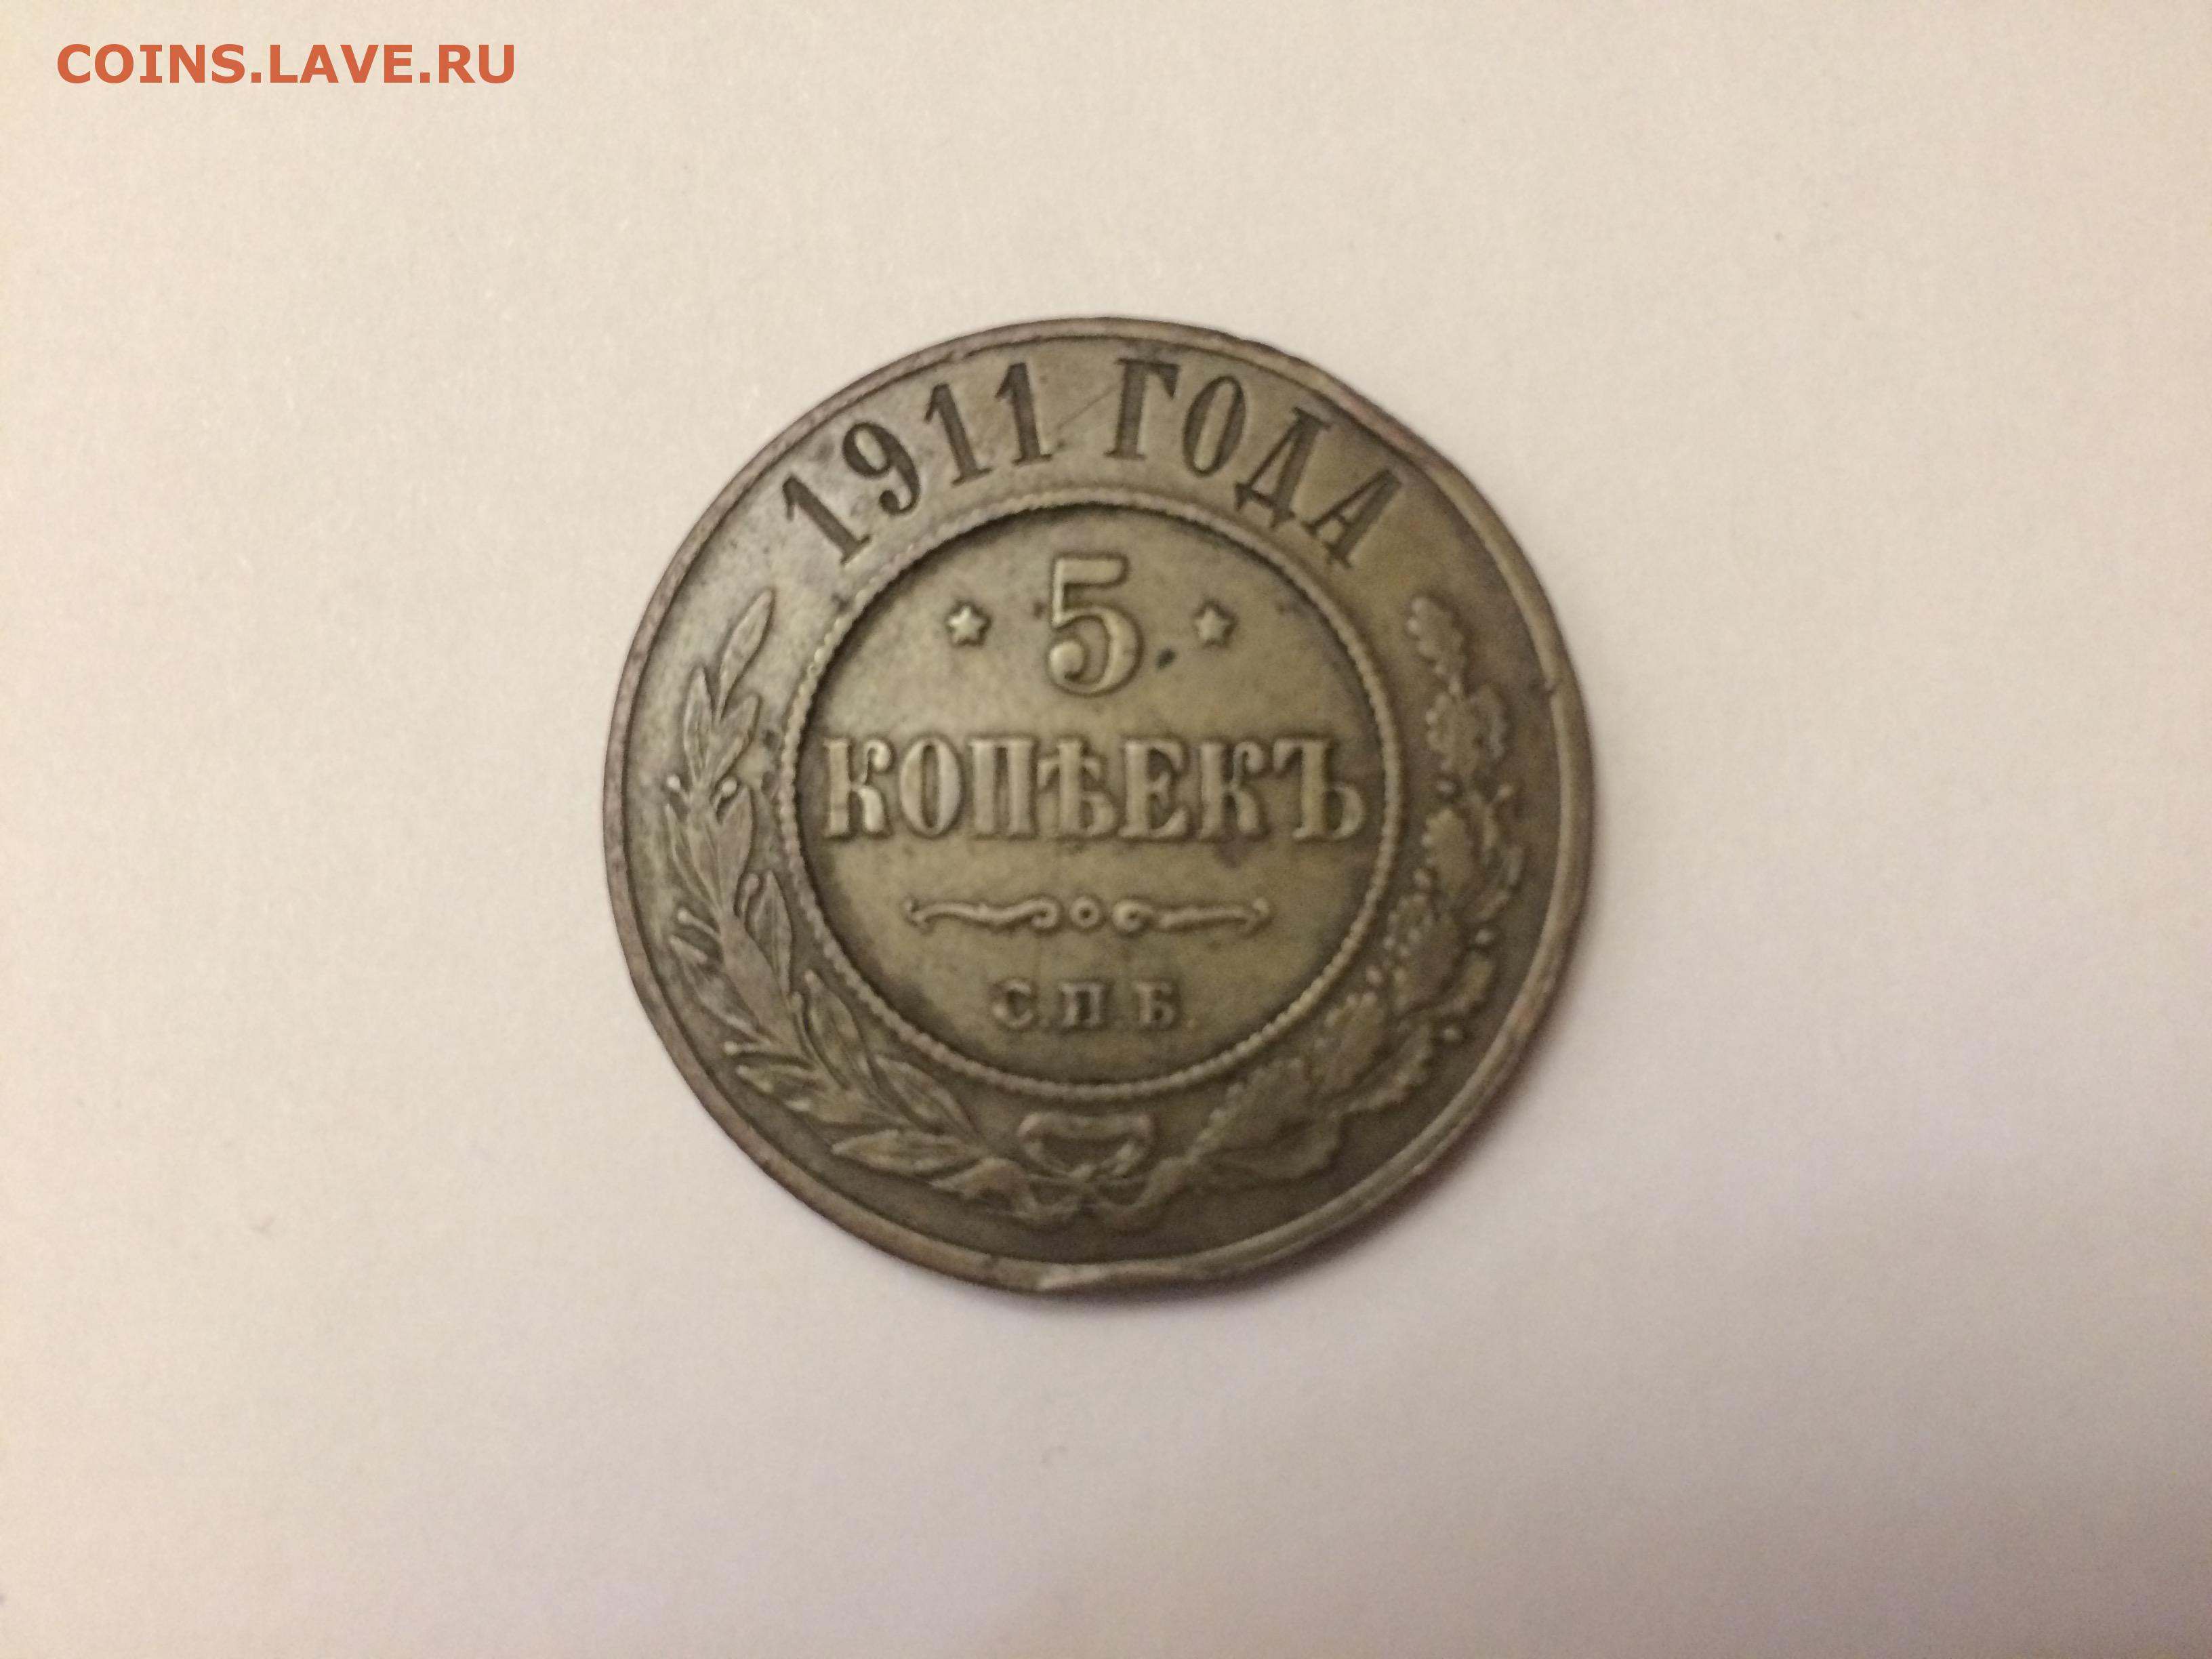 COINS.LAVE.RU
1911 ГОДА
5
КОПѢЕКЪ
С.П.Б.